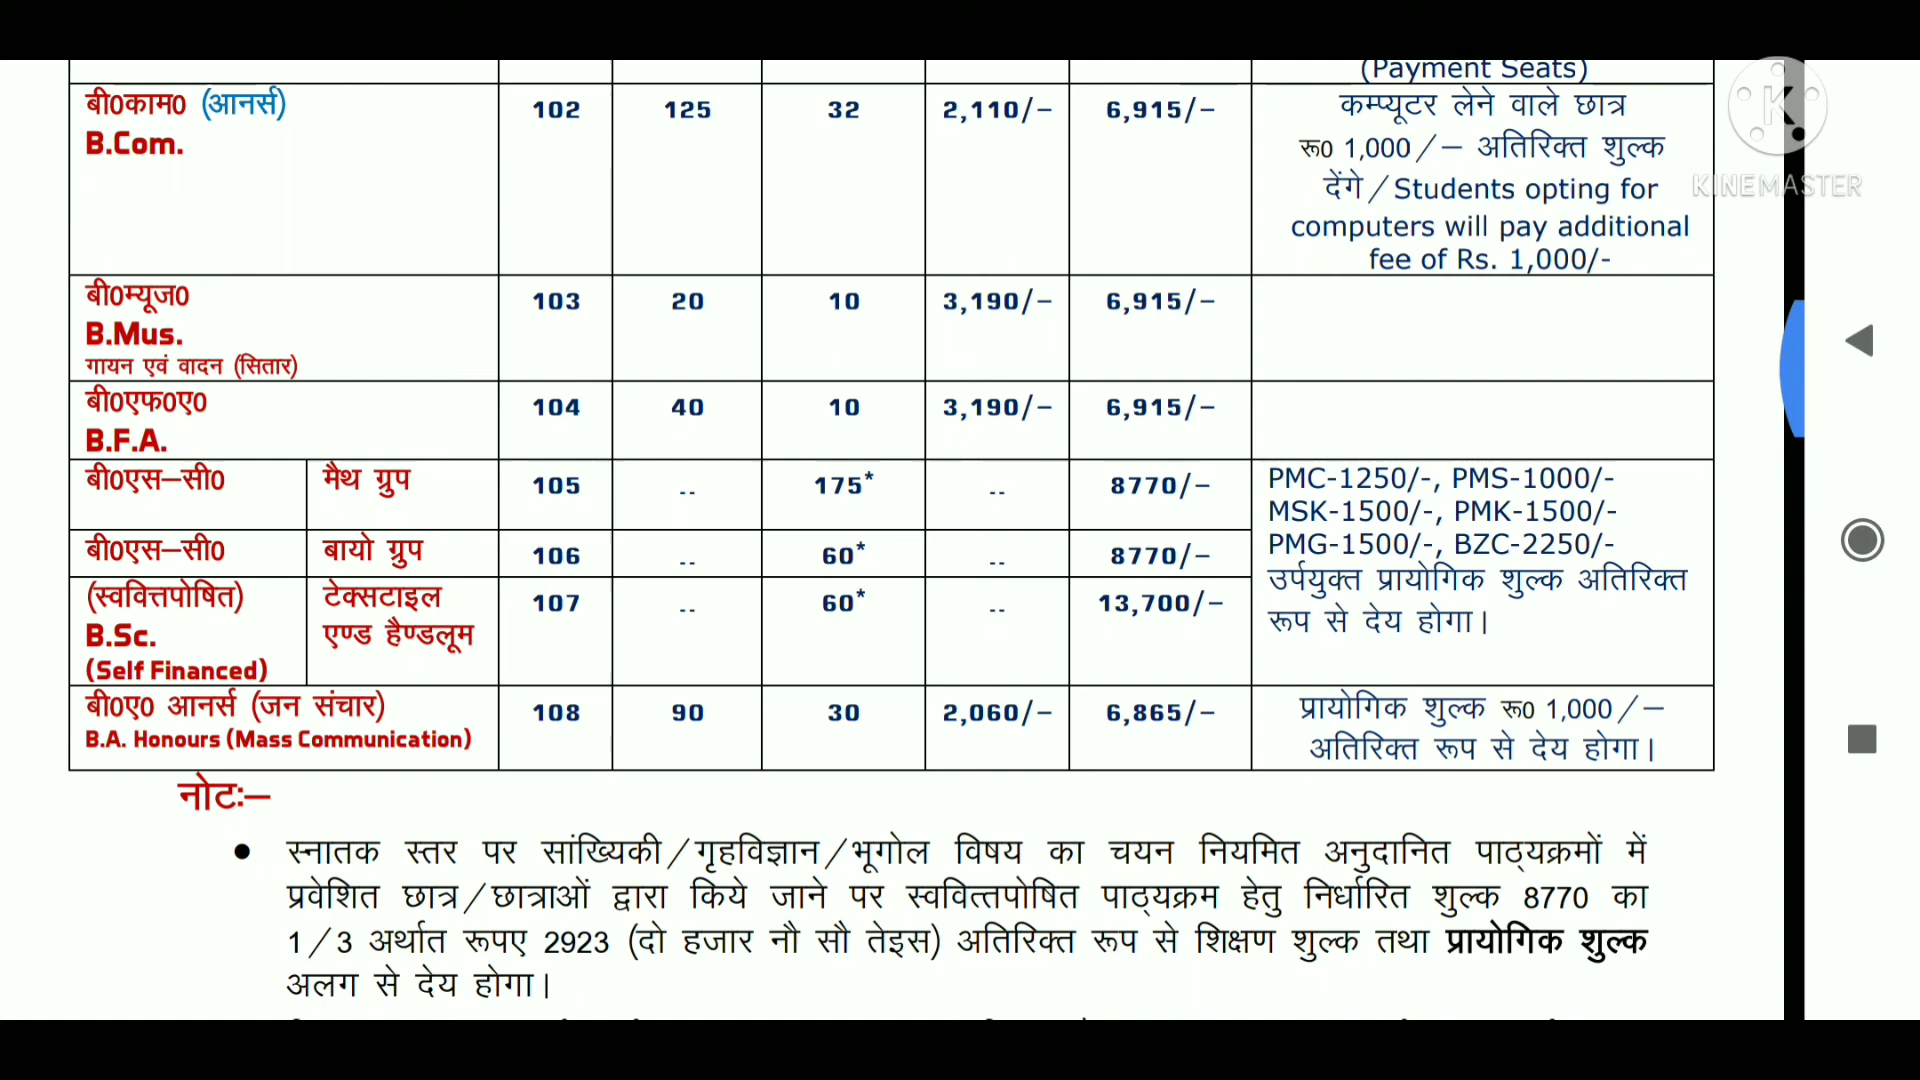 (Payment Seats)
बी0काम0 (आनर्स) 102 125 32 2,110/– 6,915/– कम्प्यूटर लेने वाले छात्र
B.Com.
रू0 1,000/– अतिरिक्त शुल्क
देंगे/Students opting for
computers will pay additional
fee of Rs. 1,000/-
KINEMASTER
बी0म्यूज0 103 20 10 3,190/– 6,915/–
B.Mus.
गायन एवं वादन (सितार)
बी0एफ0ए0 104 40 10 3,190/– 6,915/–
B.F.A.
बी0एस–सी0 मैथ ग्रुप 105 -- 175* -- 8770/– PMC-1250/-, PMS-1000/-
MSK-1500/-, PMK-1500/-
बी0एस–सी0 बायो ग्रुप 106 -- 60* -- 8770/– PMG-1500/-, BZC-2250/-
(स्ववित्तपोषित) टेक्सटाइल 107 -- 60* -- 13,700/– उर्पयुक्त प्रायोगिक शुल्क अतिरिक्त
B.Sc. एण्ड हैण्डलूम रूप से देय होगा।
(Self Financed)
बी0ए0 आनर्स (जन संचार) 108 90 30 2,060/– 6,865/– प्रायोगिक शुल्क रू0 1,000/–
B.A. Honours (Mass Communication) अतिरिक्त रूप से देय होगा।
नोटः–
• स्नातक स्तर पर सांख्यिकी/गृहविज्ञान/भूगोल विषय का चयन नियमित अनुदानित पाठ्यक्रमों में
प्रवेशित छात्र/छात्राओं द्वारा किये जाने पर स्ववित्तपोषित पाठ्यक्रम हेतु निर्धारित शुल्क 8770 का
1/3 अर्थात रूपए 2923 (दो हजार नौ सौ तेइस) अतिरिक्त रूप से शिक्षण शुल्क तथा प्रायोगिक शुल्क
अलग से देय होगा।